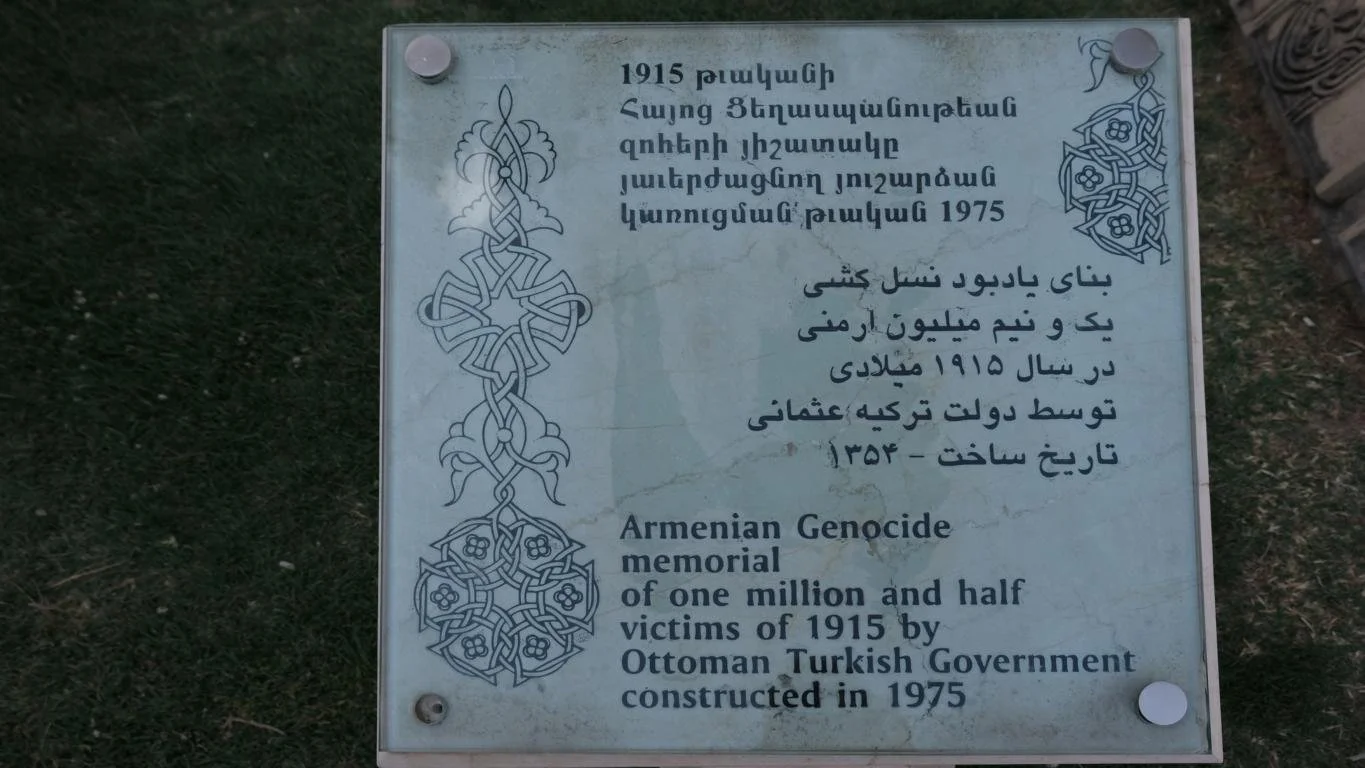 1915 թւականի
Հայոց Ցեղասպանութեան
զոհերի յիշատակը
յաւերժացնող յուշարձան
կառուցման թւական 1975
بنای یادبود نسل کشی
یک و نیم میلیون ارمنی
در سال ۱۹۱۵ میلادی
توسط دولت ترکیه عثمانی
تاریخ ساخت - ۱۳۵۴
Armenian Genocide
memorial
of one million and half
victims of 1915 by
Ottoman Turkish Government
constructed in 1975